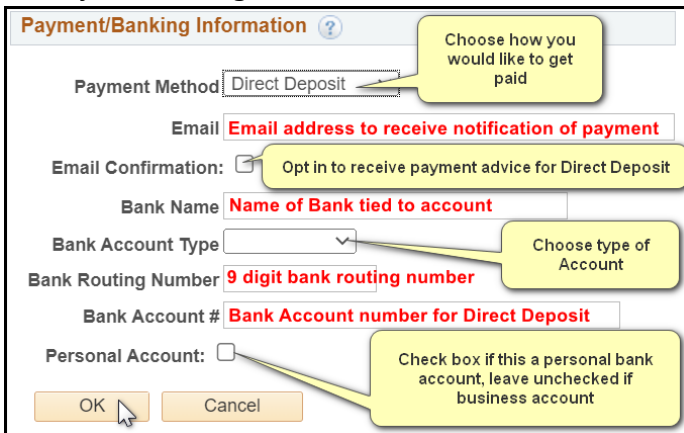 Payment/Banking Information ?
Choose how you
would like to get
paid
Payment Method Direct Deposit
Email Email address to receive notification of payment
Email Confirmation: Opt in to receive payment advice for Direct Deposit
Bank Name Name of Bank tied to account
Bank Account Type
Choose type of
Account
Bank Routing Number 9 digit bank routing number
Bank Account # Bank Account number for Direct Deposit
Personal Account:
Check box if this a personal bank
account, leave unchecked if
business account
OK Cancel